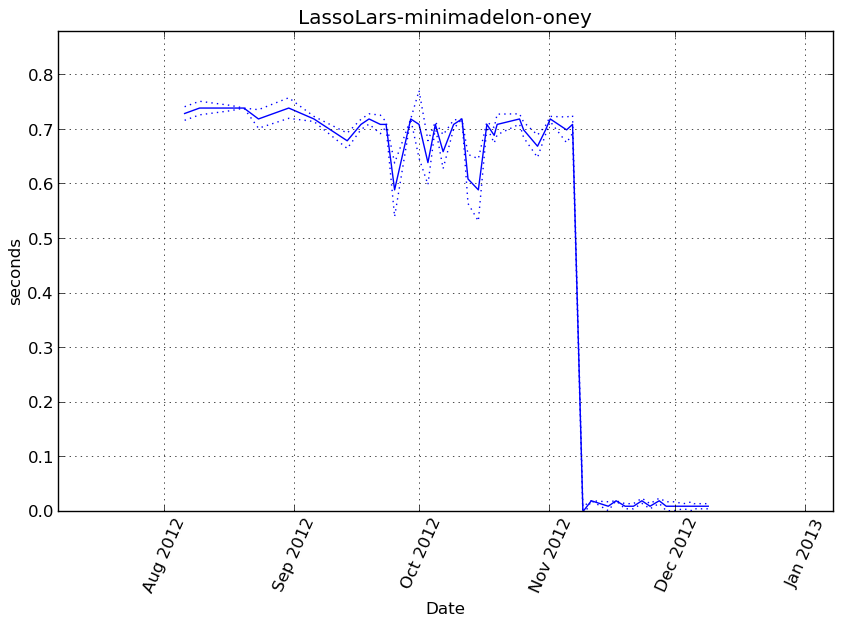 LassoLars-minimadelon-oney
0.8
0.7
0.6
0.5
0.4
0.3
0.2
0.1
0.0
seconds
Aug 2012
Sep 2012
Oct 2012
Nov 2012
Dec 2012
Jan 2013
Date